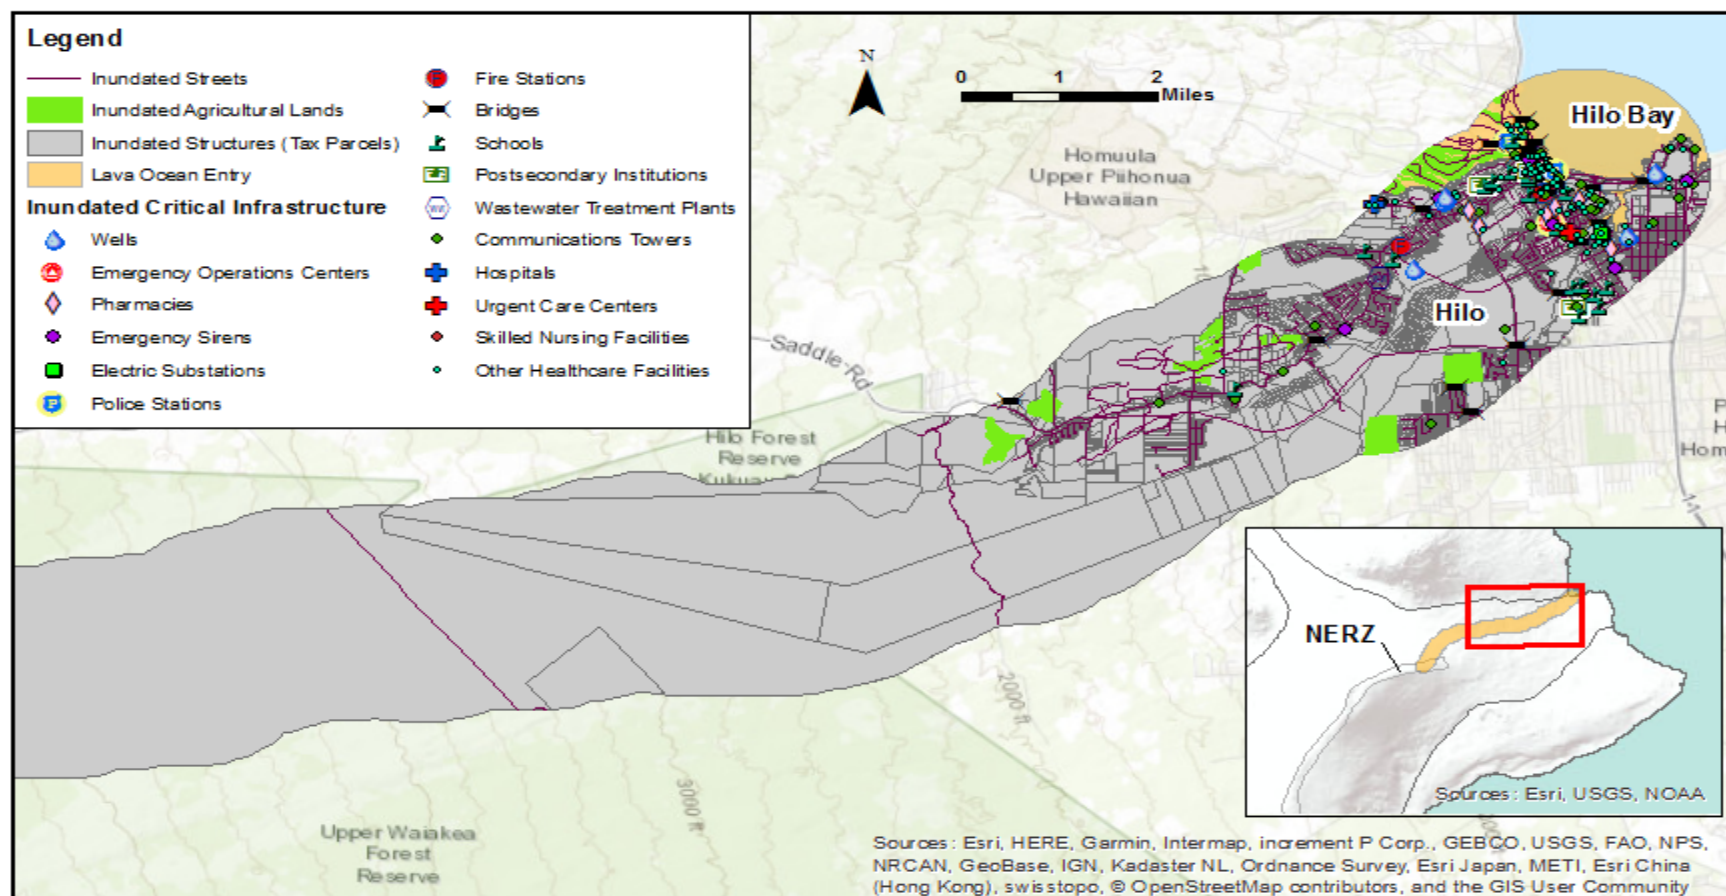 Legend
Inundated Streets
Inundated Agricultural Lands
Inundated Structures (Tax Parcels)
Lava Ocean Entry
Inundated Critical Infrastructure
Wells
Emergency Operations Centers
Pharmacies
Emergency Sirens
Electric Substations
Police Stations
Fire Stations
Bridges
Schools
Postsecondary Institutions
Wastewater Treatment Plants
Communications Towers
Hospitals
Urgent Care Centers
Skilled Nursing Facilities
Other Healthcare Facilities
N
0 1 2
Miles
Hilo Bay
Homuula
Upper Piihonua
Hawaiian
Hilo
Saddle Rd
Hilo Forest
Reserve
2000 ft
3000 ft
Upper Waiakea
Forest
Reserve
NERZ
Sources: Esri, USGS, NOAA
Sources: Esri, HERE, Garmin, Intermap, increment P Corp., GEBCO, USGS, FAO, NPS,
NRCAN, GeoBase, IGN, Kadaster NL, Ordnance Survey, Esri Japan, METI, Esri China
(Hong Kong), swisstopo, © OpenStreetMap contributors, and the GIS User Community